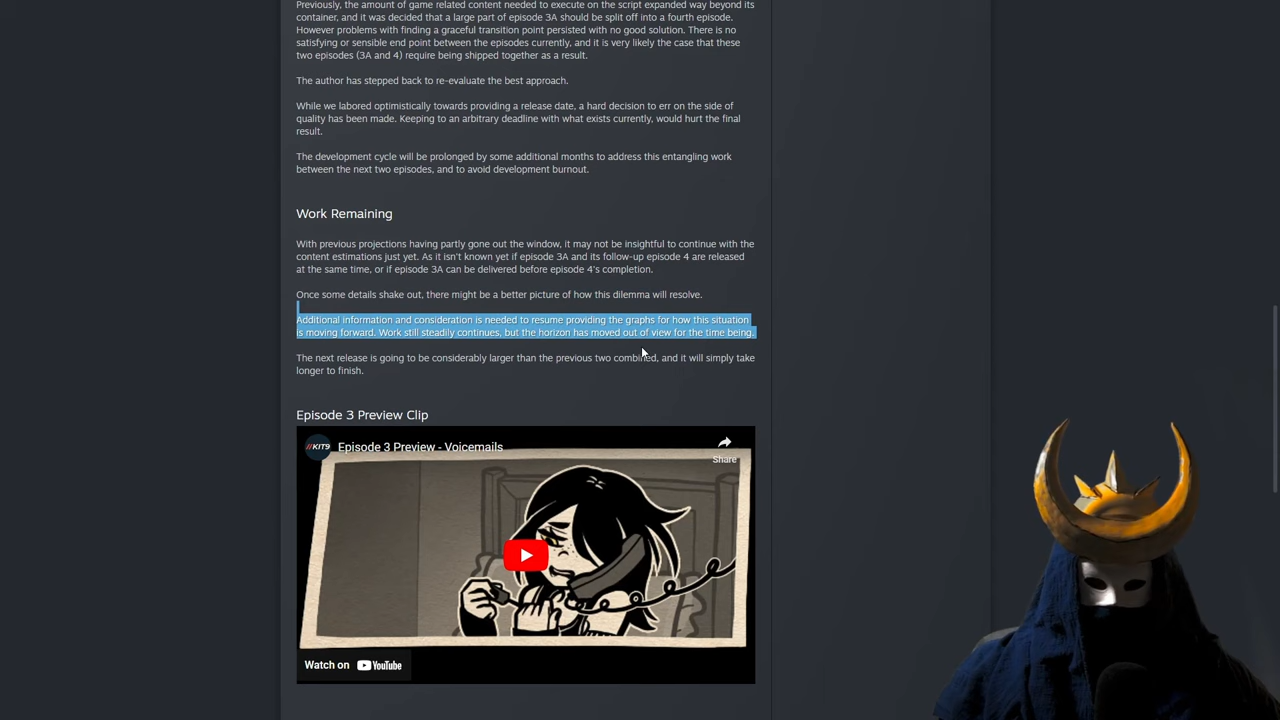 Previously, the amount of game related content needed to execute on the script expanded way beyond its
container, and it was decided that a large part of episode 3A should be split off into a fourth episode.
However problems with finding a graceful transition point persisted with no good solution. There is no
satisfying or sensible end point between the episodes currently, and it is very likely the case that these
two episodes (3A and 4) require being shipped together as a result.
The author has stepped back to re-evaluate the best approach.
While we labored optimistically towards providing a release date, a hard decision to err on the side of
quality has been made. Keeping to an arbitrary deadline with what exists currently, would hurt the final
result.
The development cycle will be prolonged by some additional months to address this entangling work
between the next two episodes, and to avoid development burnout.
Work Remaining
With previous projections having partly gone out the window, it may not be insightful to continue with the
content estimations just yet. As it isn't known yet if episode 3A and its follow-up episode 4 are released
at the same time, or if episode 3A can be delivered before episode 4's completion.
Once some details shake out, there might be a better picture of how this dilemma will resolve.
Additional information and consideration is needed to resume providing the graphs for how this situation
is moving forward. Work still steadily continues, but the horizon has moved out of view for the time being.
The next release is going to be considerably larger than the previous two combined, and it will simply take
longer to finish.
Episode 3 Preview Clip
//KIT9
Episode 3 Preview - Voicemails
Share
Watch on YouTube